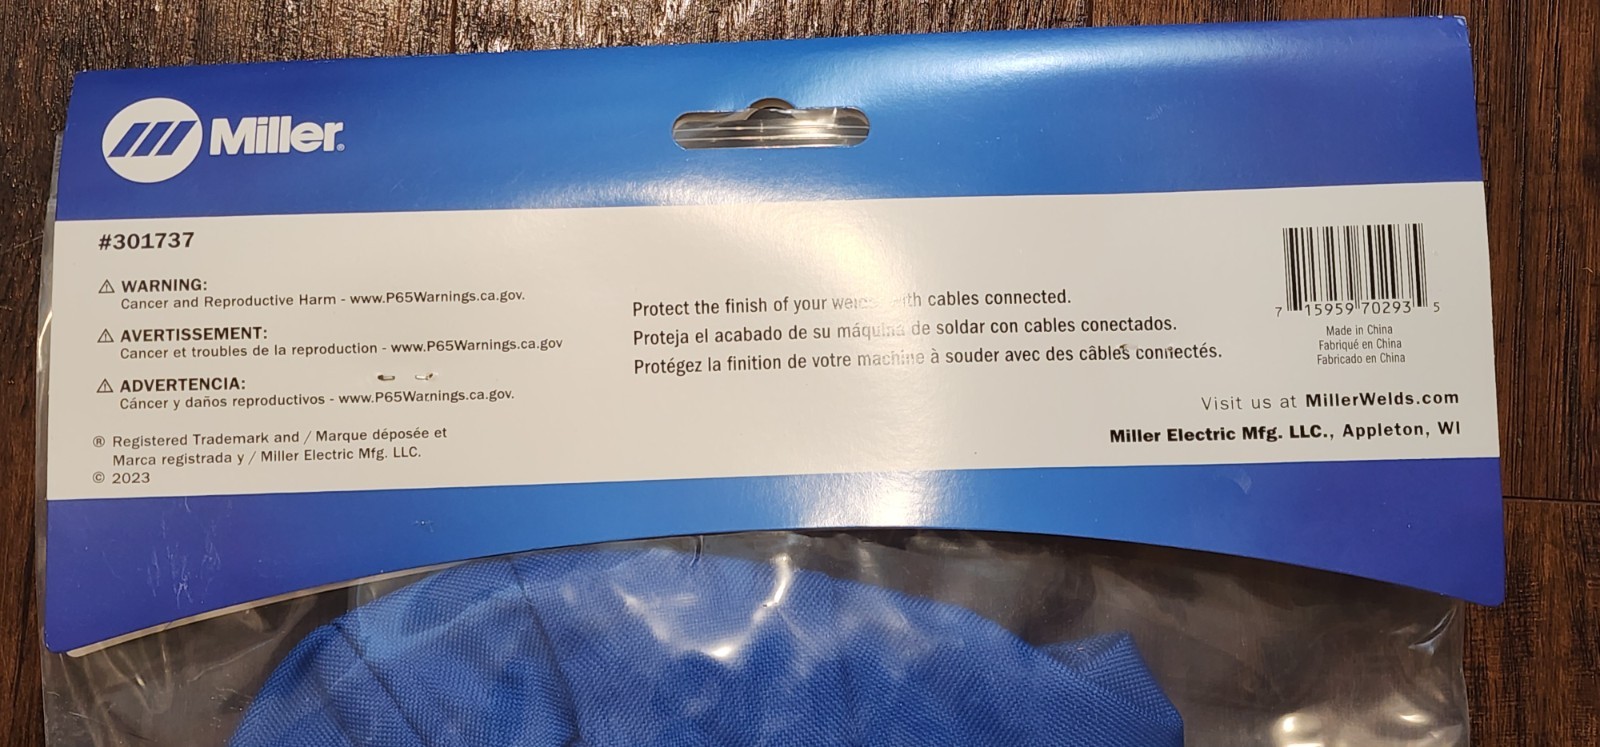 Miller®
#301737
⚠ WARNING:
Cancer and Reproductive Harm - www.P65Warnings.ca.gov.
⚠ AVERTISSEMENT:
Cancer et troubles de la reproduction - www.P65Warnings.ca.gov
⚠ ADVERTENCIA:
Cáncer y daños reproductivos - www.P65Warnings.ca.gov.
® Registered Trademark and / Marque déposée et
Marca registrada y / Miller Electric Mfg. LLC.
© 2023
Protect the finish of your cables connected.
Proteja el acabado de su máquina de soldar con cables conectados.
Protégez la finition de votre machine à souder avec des câbles connectés.
7 15959 70293 5
Made in China
Fabriqué en China
Fabricado en China
Visit us at MillerWelds.com
Miller Electric Mfg. LLC., Appleton, WI